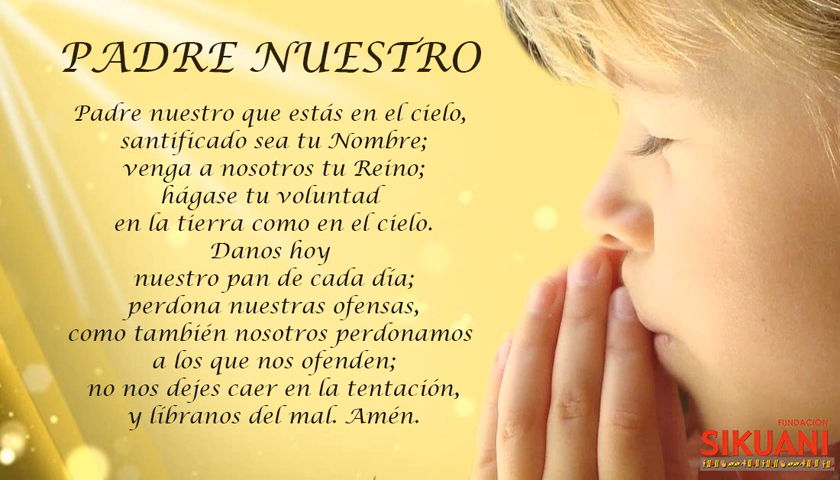 PADRE NUESTRO
Padre nuestro que estás en el cielo,
santificado sea tu Nombre;
venga a nosotros tu Reino;
hágase tu voluntad
en la tierra como en el cielo.
Danos hoy
nuestro pan de cada día;
perdona nuestras ofensas,
como también nosotros perdonamos
a los que nos ofenden;
no nos dejes caer en la tentación,
y líbranos del mal. Amén.
FUNDACIÓN
SIKUANI